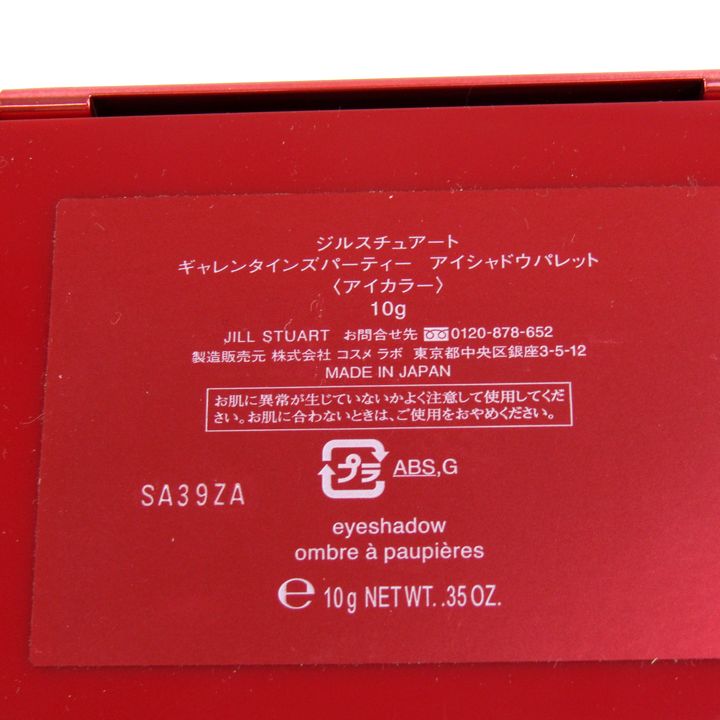 ジルスチュアート
ギャレンタインズパーティー アイシャドウパレット
〈アイカラー〉
10g
JILL STUART お問合せ先 0120-878-652
製造販売元 株式会社 コスメ ラボ 東京都中央区銀座3-5-12
MADE IN JAPAN
お肌に異常が生じていないかよく注意して使用してくだ
さい。お肌に合わないときは、ご使用をおやめください。
プラ ABS,G
SA39ZA
eyeshadow
ombre à paupières
℮ 10g NET WT. .35 OZ.